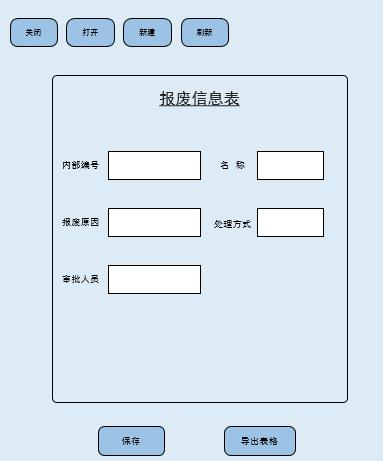 关闭 打开 新建 刷新
报废信息表
内部编号 名 称
报废原因 处理方式
审批人员
保存 导出表格